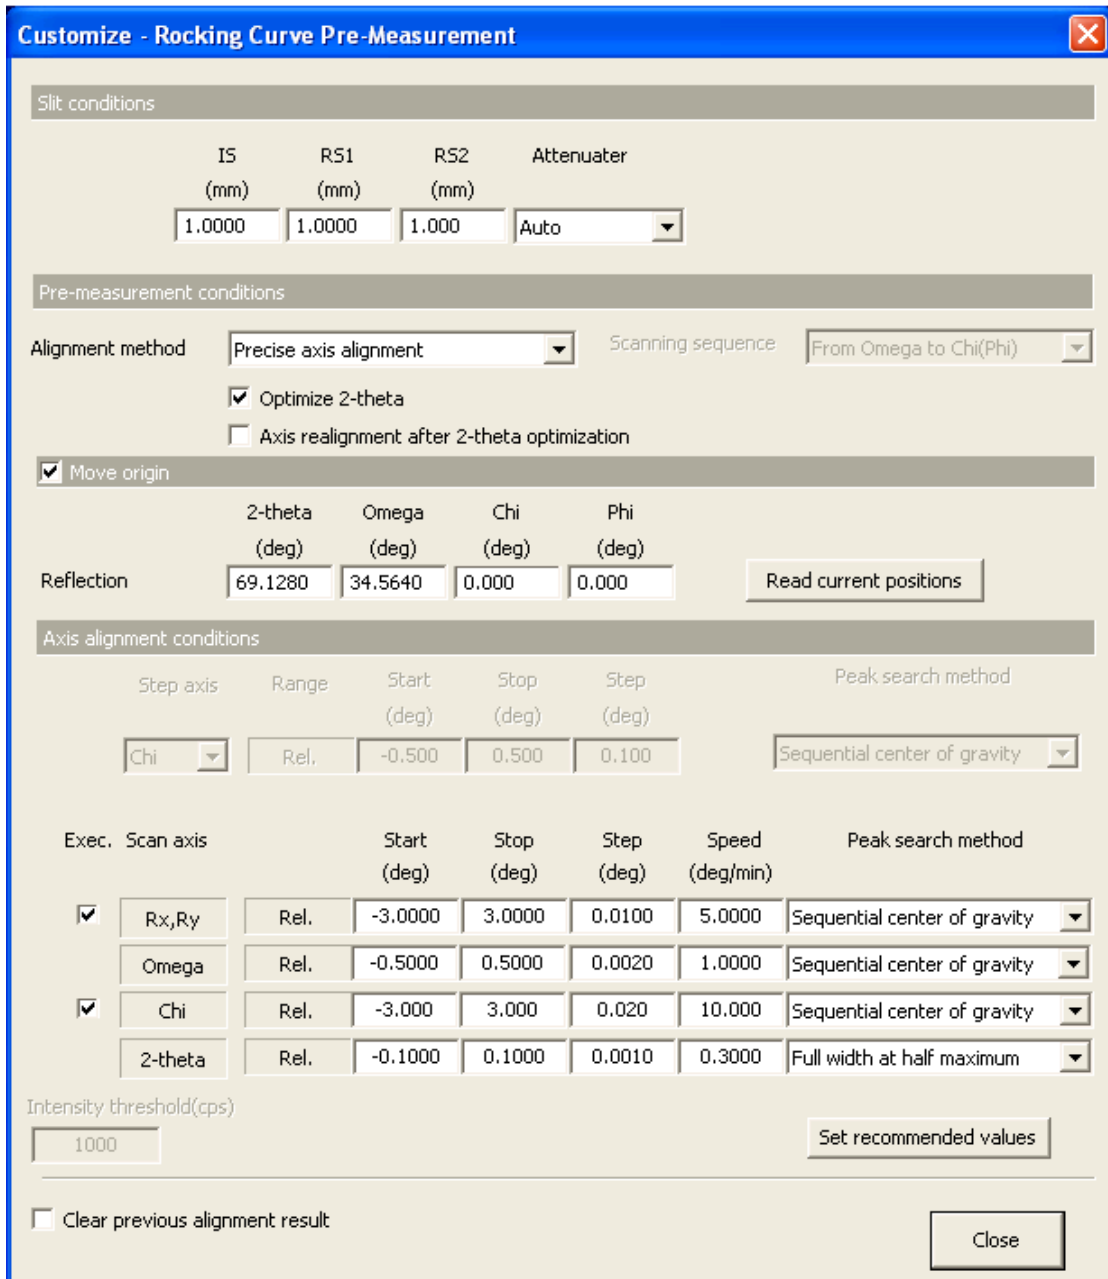 Customize - Rocking Curve Pre-Measurement
Slit conditions
IS RS1 RS2 Attenuater
(mm) (mm) (mm)
1.0000 1.0000 1.000 Auto
Pre-measurement conditions
Alignment method Precise axis alignment Scanning sequence From Omega to Chi(Phi)
Optimize 2-theta
Axis realignment after 2-theta optimization
Move origin
2-theta Omega Chi Phi
(deg) (deg) (deg) (deg)
Reflection 69.1280 34.5640 0.000 0.000 Read current positions
Axis alignment conditions
Step axis Range Start Stop Step Peak search method
(deg) (deg) (deg)
Chi Rel. -0.500 0.500 0.100 Sequential center of gravity
Exec. Scan axis Start Stop Step Speed Peak search method
(deg) (deg) (deg) (deg/min)
Rx,Ry Rel. -3.0000 3.0000 0.0100 5.0000 Sequential center of gravity
Omega Rel. -0.5000 0.5000 0.0020 1.0000 Sequential center of gravity
Chi Rel. -3.000 3.000 0.020 10.000 Sequential center of gravity
2-theta Rel. -0.1000 0.1000 0.0010 0.3000 Full width at half maximum
Intensity threshold(cps)
1000 Set recommended values
Clear previous alignment result
Close